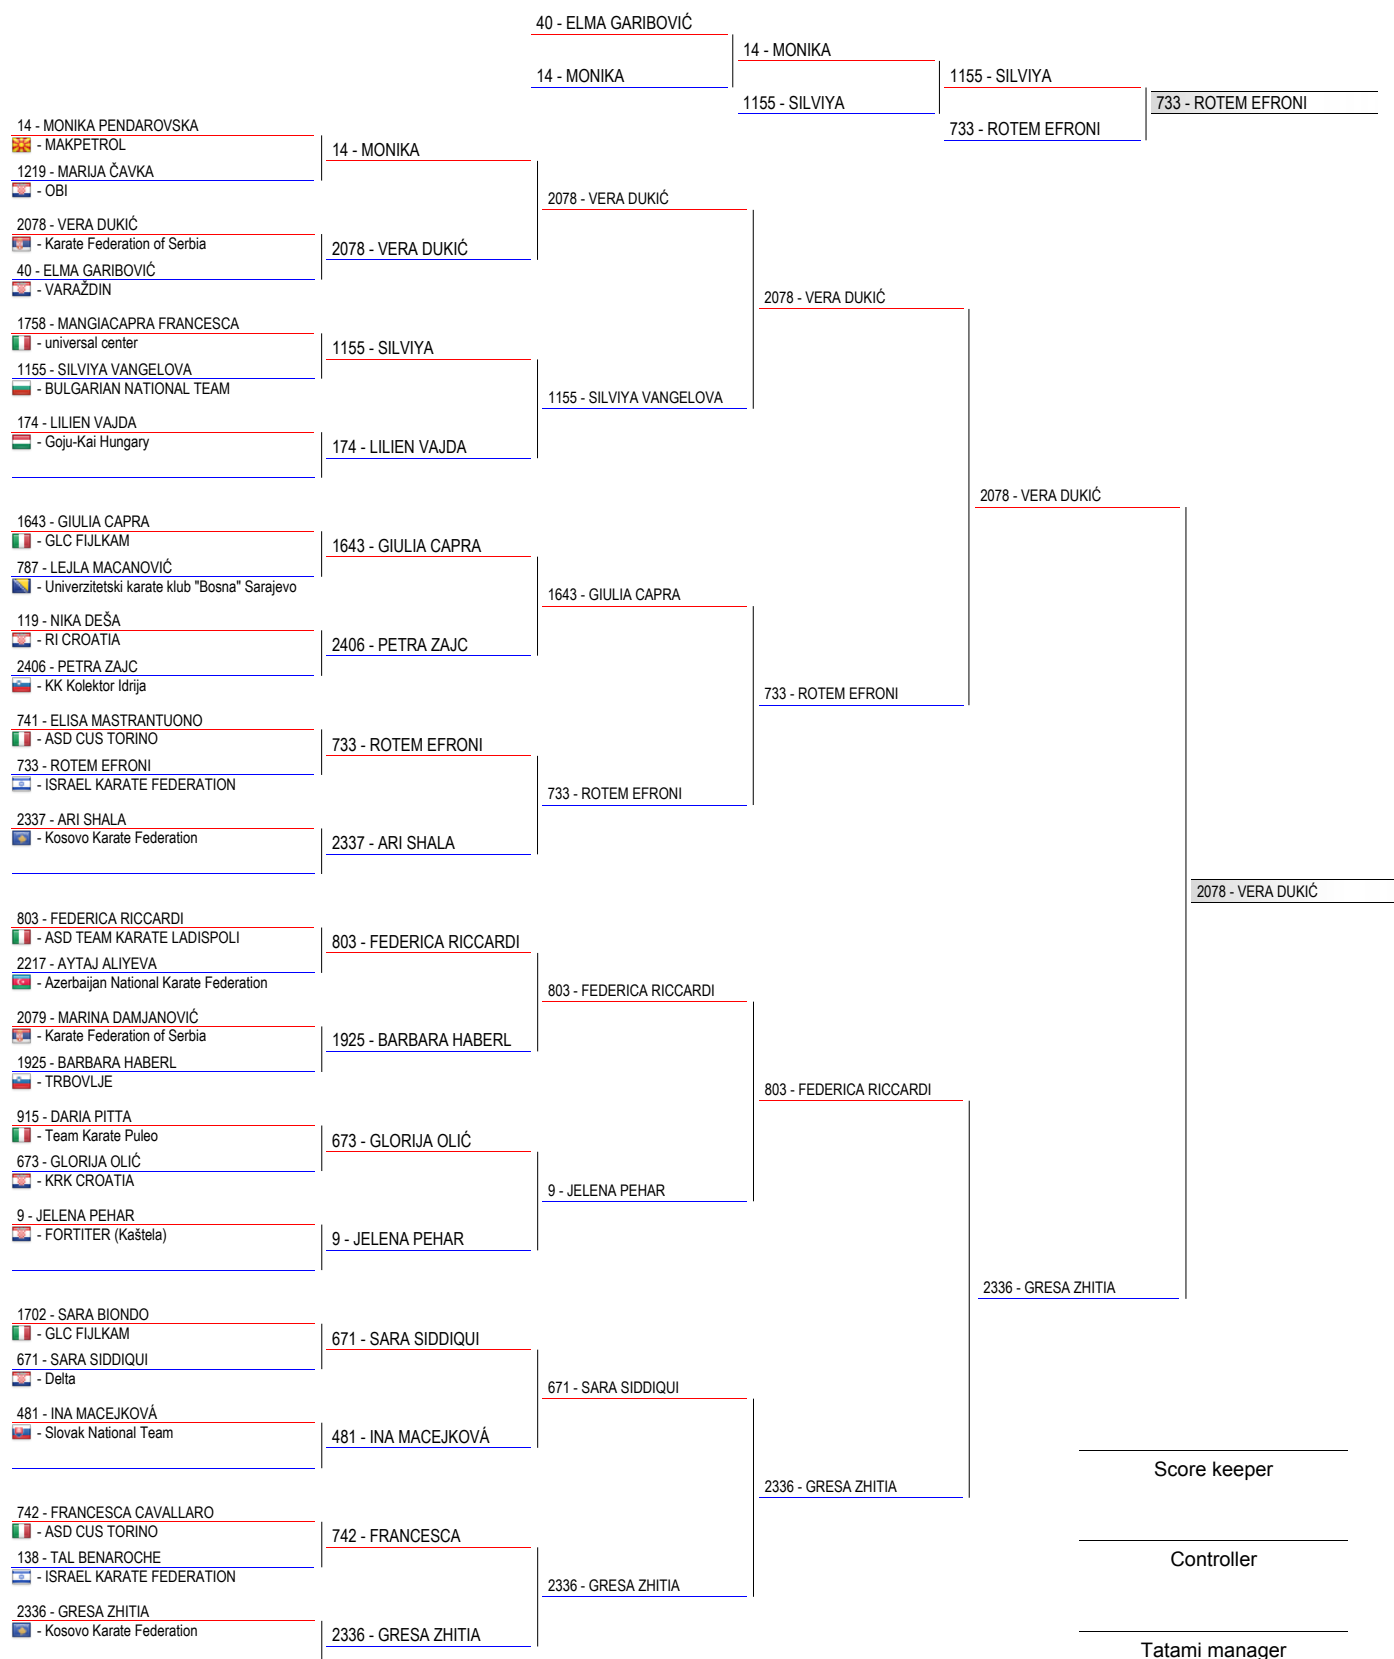 40 - ELMA GARIBOVIĆ
14 - MONIKA
14 - MONIKA
1155 - SILVIYA
1155 - SILVIYA
733 - ROTEM EFRONI
733 - ROTEM EFRONI
14 - MONIKA PENDAROVSKA
- MAKPETROL
1219 - MARIJA ČAVKA
- OBI
2078 - VERA DUKIĆ
- Karate Federation of Serbia
40 - ELMA GARIBOVIĆ
- VARAŽDIN
1758 - MANGIACAPRA FRANCESCA
- universal center
1155 - SILVIYA VANGELOVA
- BULGARIAN NATIONAL TEAM
174 - LILIEN VAJDA
- Goju-Kai Hungary
1643 - GIULIA CAPRA
- GLC FIJLKAM
787 - LEJLA MACANOVIĆ
- Univerzitetski karate klub "Bosna" Sarajevo
119 - NIKA DEŠA
- RI CROATIA
2406 - PETRA ZAJC
- KK Kolektor Idrija
741 - ELISA MASTRANTUONO
- ASD CUS TORINO
733 - ROTEM EFRONI
- ISRAEL KARATE FEDERATION
2337 - ARI SHALA
- Kosovo Karate Federation
803 - FEDERICA RICCARDI
- ASD TEAM KARATE LADISPOLI
2217 - AYTAJ ALIYEVA
- Azerbaijan National Karate Federation
2079 - MARINA DAMJANOVIĆ
- Karate Federation of Serbia
1925 - BARBARA HABERL
- TRBOVLJE
915 - DARIA PITTA
- Team Karate Puleo
673 - GLORIJA OLIĆ
- KRK CROATIA
9 - JELENA PEHAR
- FORTITER (Kaštela)
1702 - SARA BIONDO
- GLC FIJLKAM
671 - SARA SIDDIQUI
- Delta
481 - INA MACEJKOVÁ
- Slovak National Team
742 - FRANCESCA CAVALLARO
- ASD CUS TORINO
138 - TAL BENAROCHE
- ISRAEL KARATE FEDERATION
2336 - GRESA ZHITIA
- Kosovo Karate Federation
14 - MONIKA
2078 - VERA DUKIĆ
1155 - SILVIYA
174 - LILIEN VAJDA
1643 - GIULIA CAPRA
2406 - PETRA ZAJC
733 - ROTEM EFRONI
2337 - ARI SHALA
803 - FEDERICA RICCARDI
1925 - BARBARA HABERL
673 - GLORIJA OLIĆ
9 - JELENA PEHAR
671 - SARA SIDDIQUI
481 - INA MACEJKOVÁ
742 - FRANCESCA
2336 - GRESA ZHITIA
2078 - VERA DUKIĆ
1155 - SILVIYA VANGELOVA
1643 - GIULIA CAPRA
733 - ROTEM EFRONI
803 - FEDERICA RICCARDI
9 - JELENA PEHAR
671 - SARA SIDDIQUI
2336 - GRESA ZHITIA
2078 - VERA DUKIĆ
733 - ROTEM EFRONI
803 - FEDERICA RICCARDI
2336 - GRESA ZHITIA
2078 - VERA DUKIĆ
2336 - GRESA ZHITIA
2078 - VERA DUKIĆ
Score keeper
Controller
Tatami manager